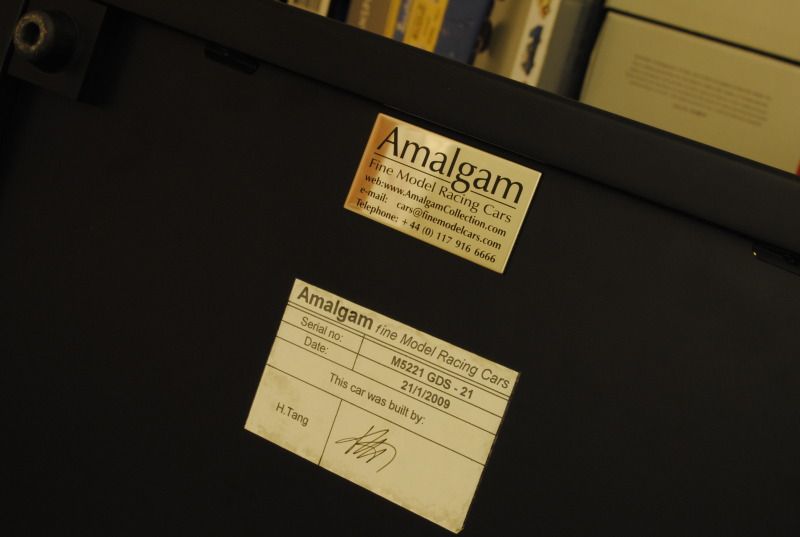 Amalgam
Fine Model Racing Cars
web:www.AmalgamCollection.com
e-mail: cars@finemodelcars.com
Telephone: +44 (0) 117 916 6666
Amalgam fine Model Racing Cars
Serial no: M5221 GDS - 21
Date: 21/1/2009
This car was built by:
H.Tang